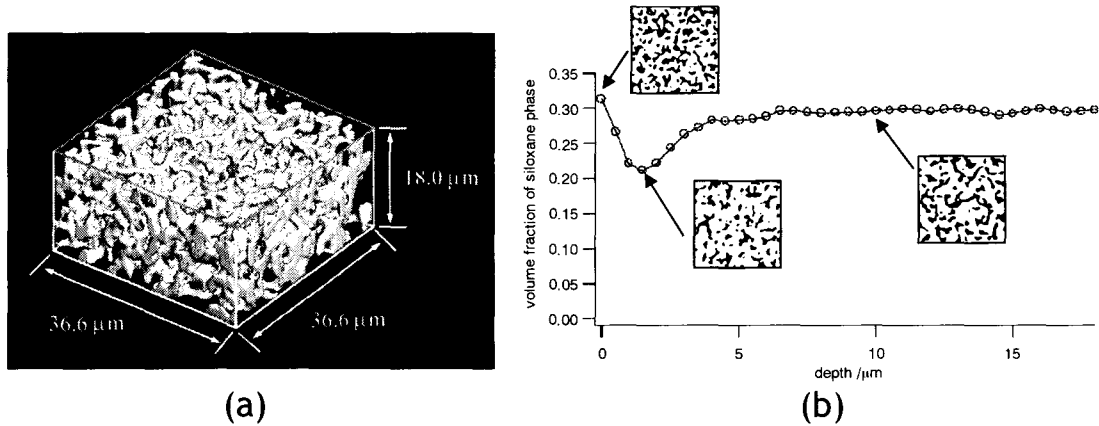 (a)
18.0 μm
36.6 μm
36.6 μm
(b)
volume fraction of siloxane phase
0.35
0.30
0.25
0.20
0.15
0.10
0.05
0.00
0
5
10
15
depth /μm